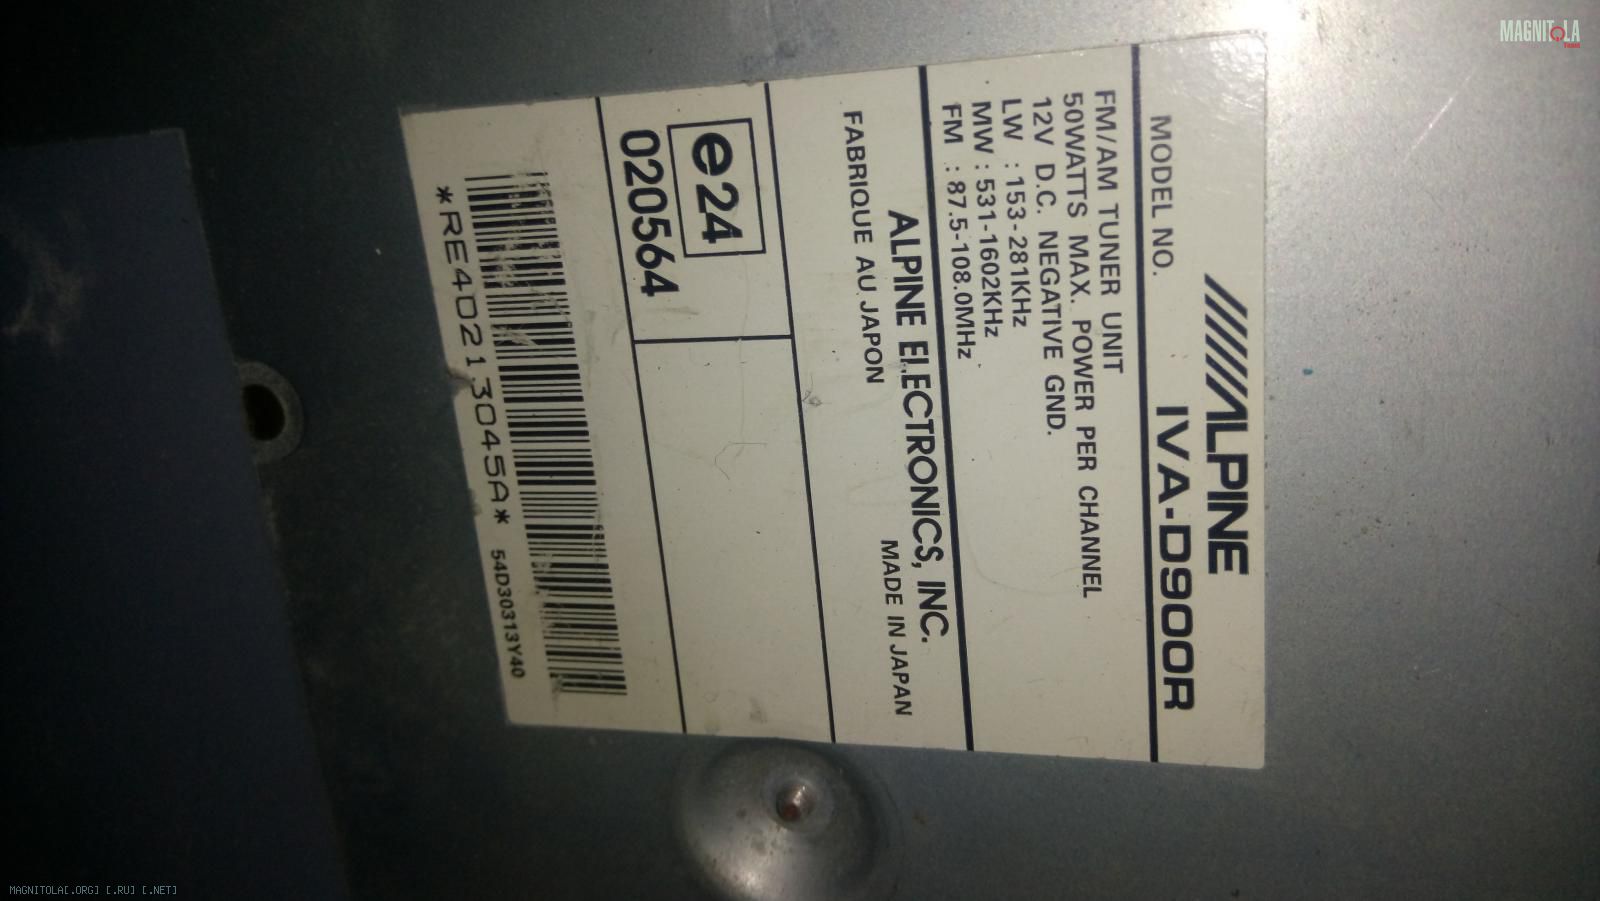 ALPINE
MODEL NO. IVA-D900R
FM/AM TUNER UNIT
50WATTS MAX. POWER PER CHANNEL
12V D.C. NEGATIVE GND.
LW : 153-281KHz
MW : 531-1602KHz
FM : 87.5-108.0MHz
ALPINE ELECTRONICS, INC.
FABRIQUE AU JAPON MADE IN JAPAN
e24
020564
*RE40213045A* 54D30313Y40
MAGNITOLA
MAGNITOLA[.ORG] [.RU] [.NET]